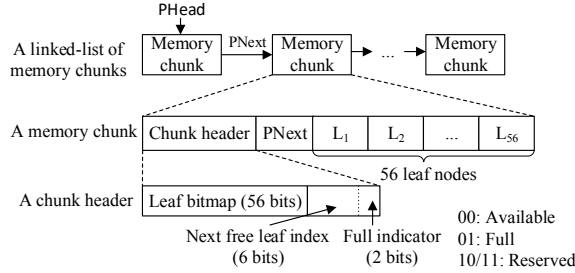 PHead
A linked-list of
memory chunks
Memory
chunk
PNext
Memory
chunk
...
Memory
chunk
A memory chunk
Chunk header
PNext
L1
L2
...
L56
56 leaf nodes
A chunk header
Leaf bitmap (56 bits)
Next free leaf index
(6 bits)
Full indicator
(2 bits)
00: Available
01: Full
10/11: Reserved